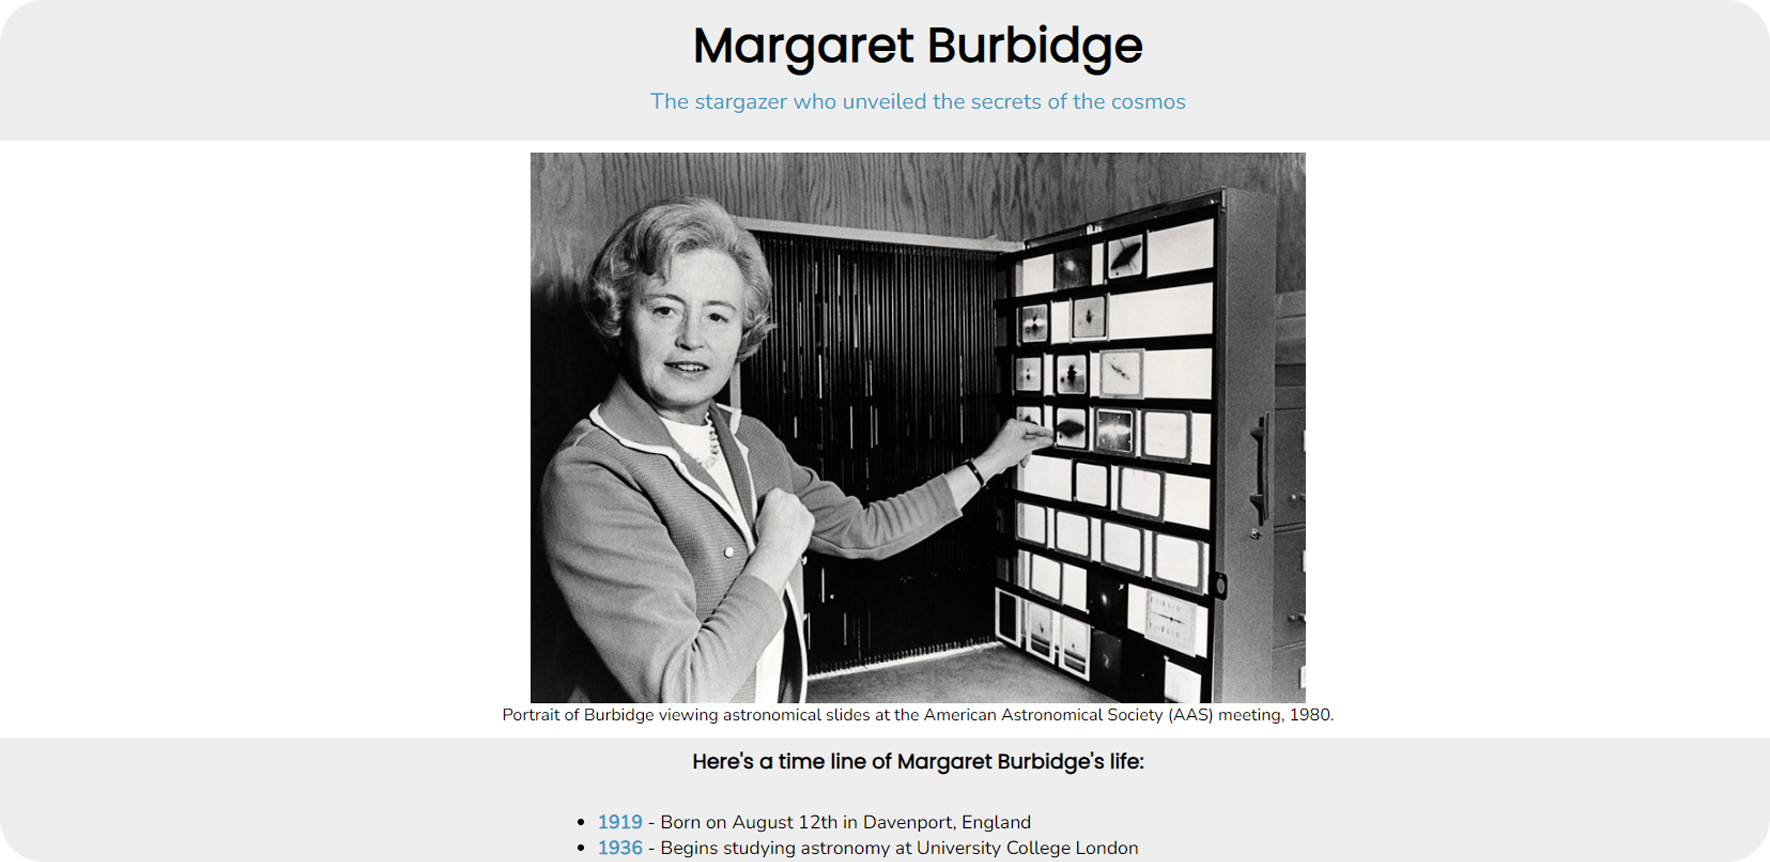 Margaret Burbidge
The stargazer who unveiled the secrets of the cosmos
Portrait of Burbidge viewing astronomical slides at the American Astronomical Society (AAS) meeting, 1980.
Here's a time line of Margaret Burbidge's life:
• 1919 - Born on August 12th in Davenport, England
• 1936 - Begins studying astronomy at University College London